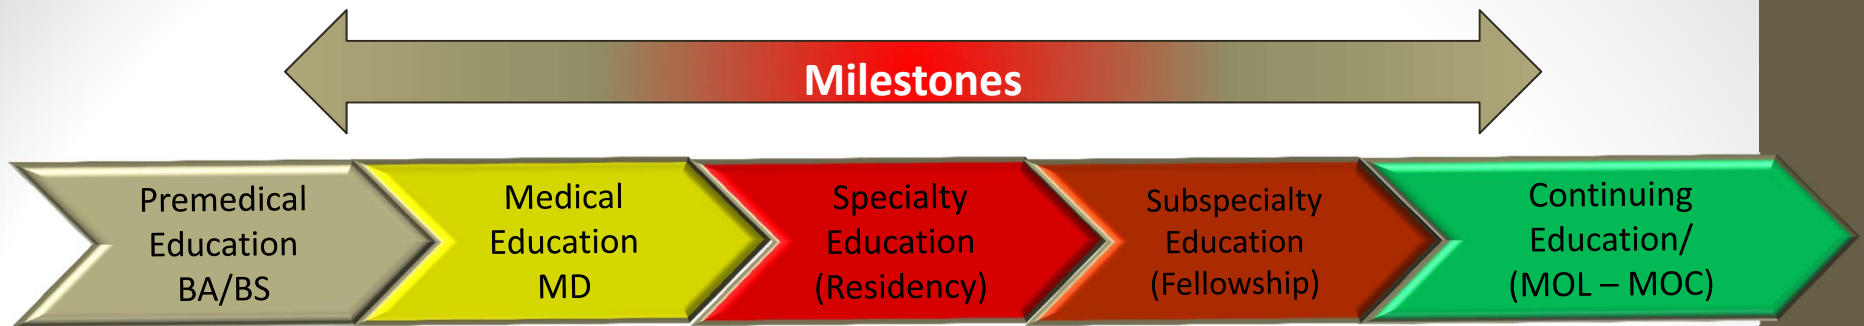 Milestones
Premedical
Education
BA/BS
Medical
Education
MD
Specialty
Education
(Residency)
Subspecialty
Education
(Fellowship)
Continuing
Education/
(MOL – MOC)